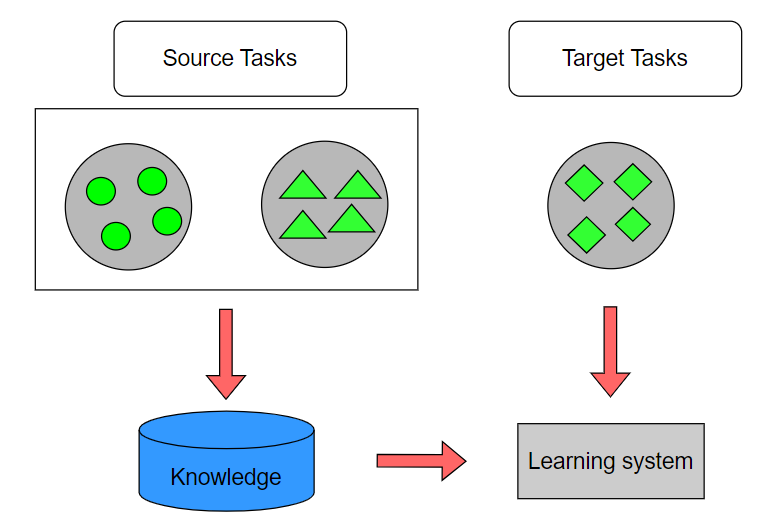 Source Tasks
Target Tasks
Knowledge
Learning system